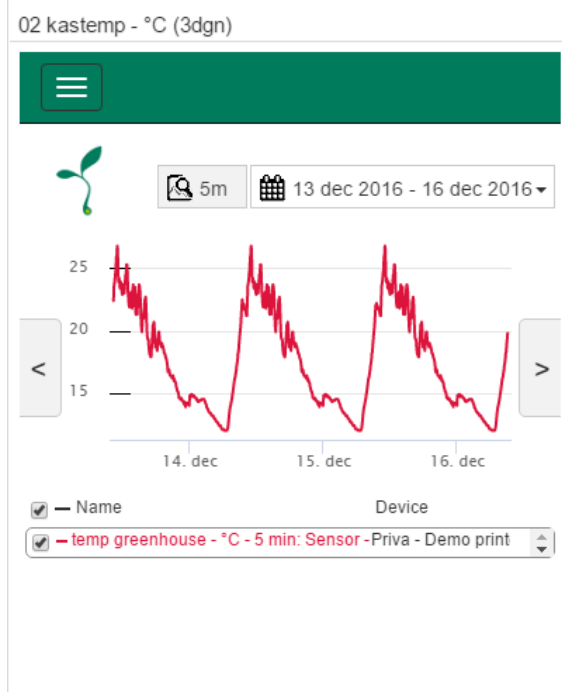 02 kastemp - °C (3dgn)
5m 13 dec 2016 - 16 dec 2016
25
20
15
< >
14. dec 15. dec 16. dec
Name Device
temp greenhouse - °C - 5 min: Sensor - Priva - Demo print